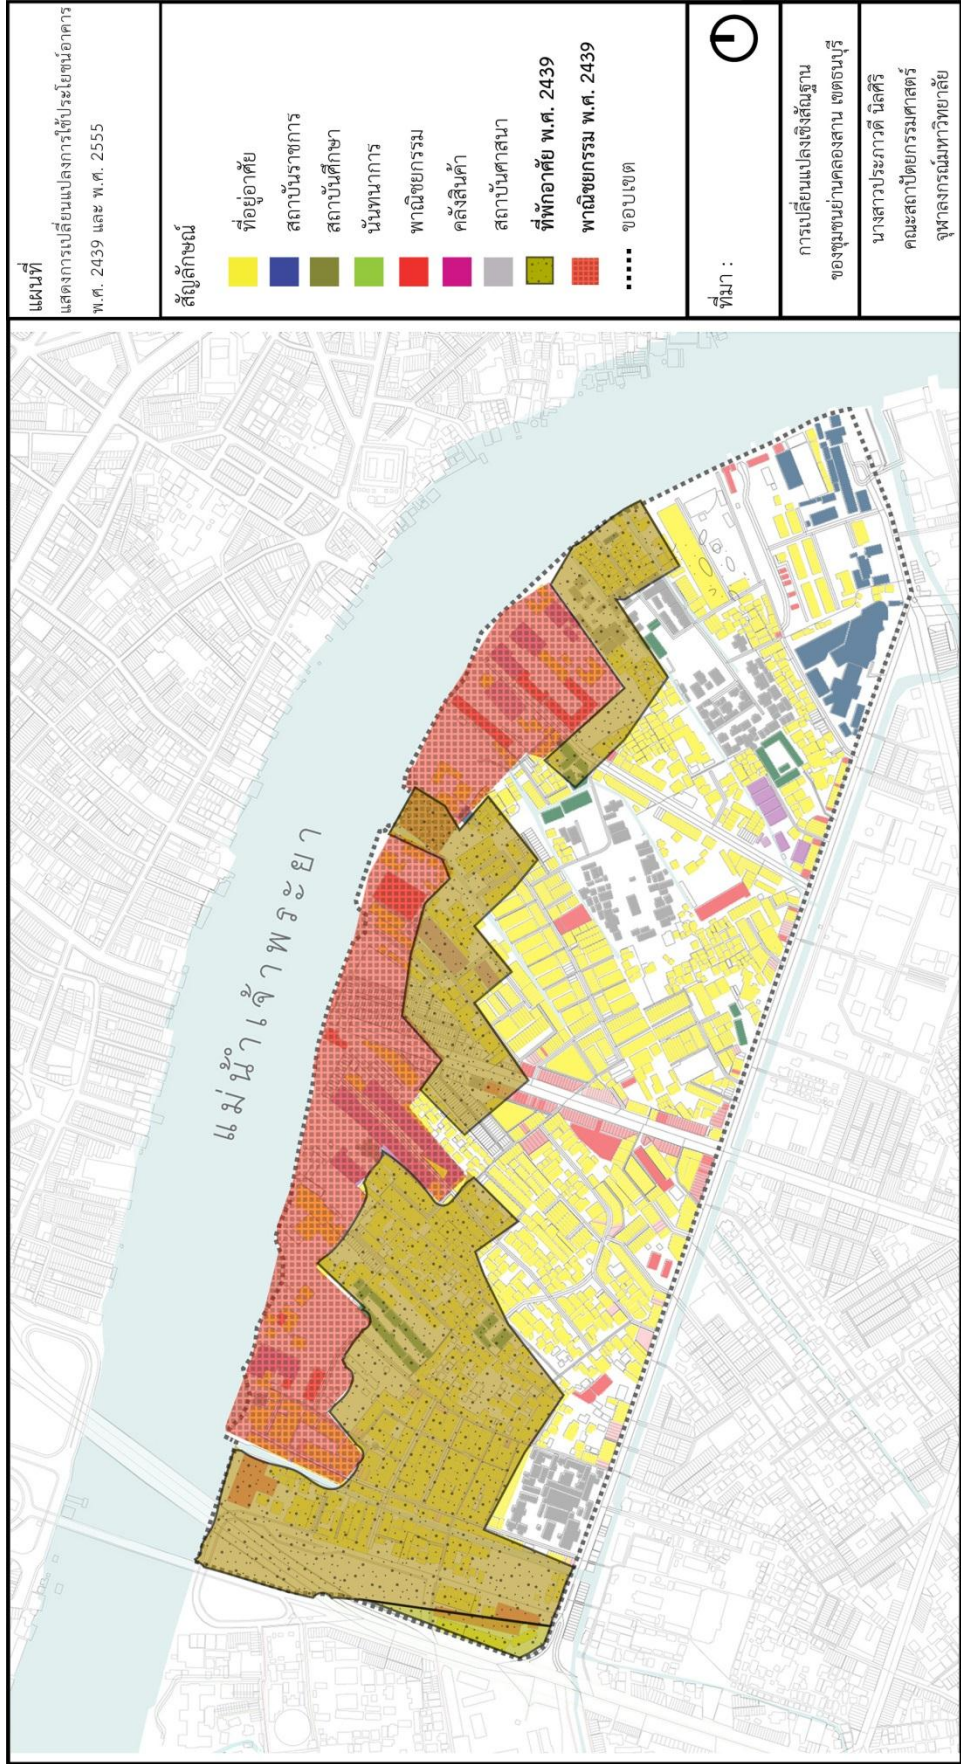 แผนที่
แสดงการเปลี่ยนแปลงการใช้ประโยชน์อาคาร
พ.ศ. 2439 และ พ.ศ. 2555
สัญลักษณ์
ที่อยู่อาศัย
สถาบันราชการ
สถาบันศึกษา
นันทนาการ
พาณิชยกรรม
คลังสินค้า
สถาบันศาสนา
ที่พักอาศัย พ.ศ. 2439
พาณิชยกรรม พ.ศ. 2439
ขอบเขต
ที่มา :
การเปลี่ยนแปลงเชิงสัณฐาน
ของชุมชนย่านคลองสาน เขตธนบุรี
นางสาวประภาวดี นิลศิริ
คณะสถาปัตยกรรมศาสตร์
จุฬาลงกรณ์มหาวิทยาลัย
แม่น้ำเจ้าพระยา